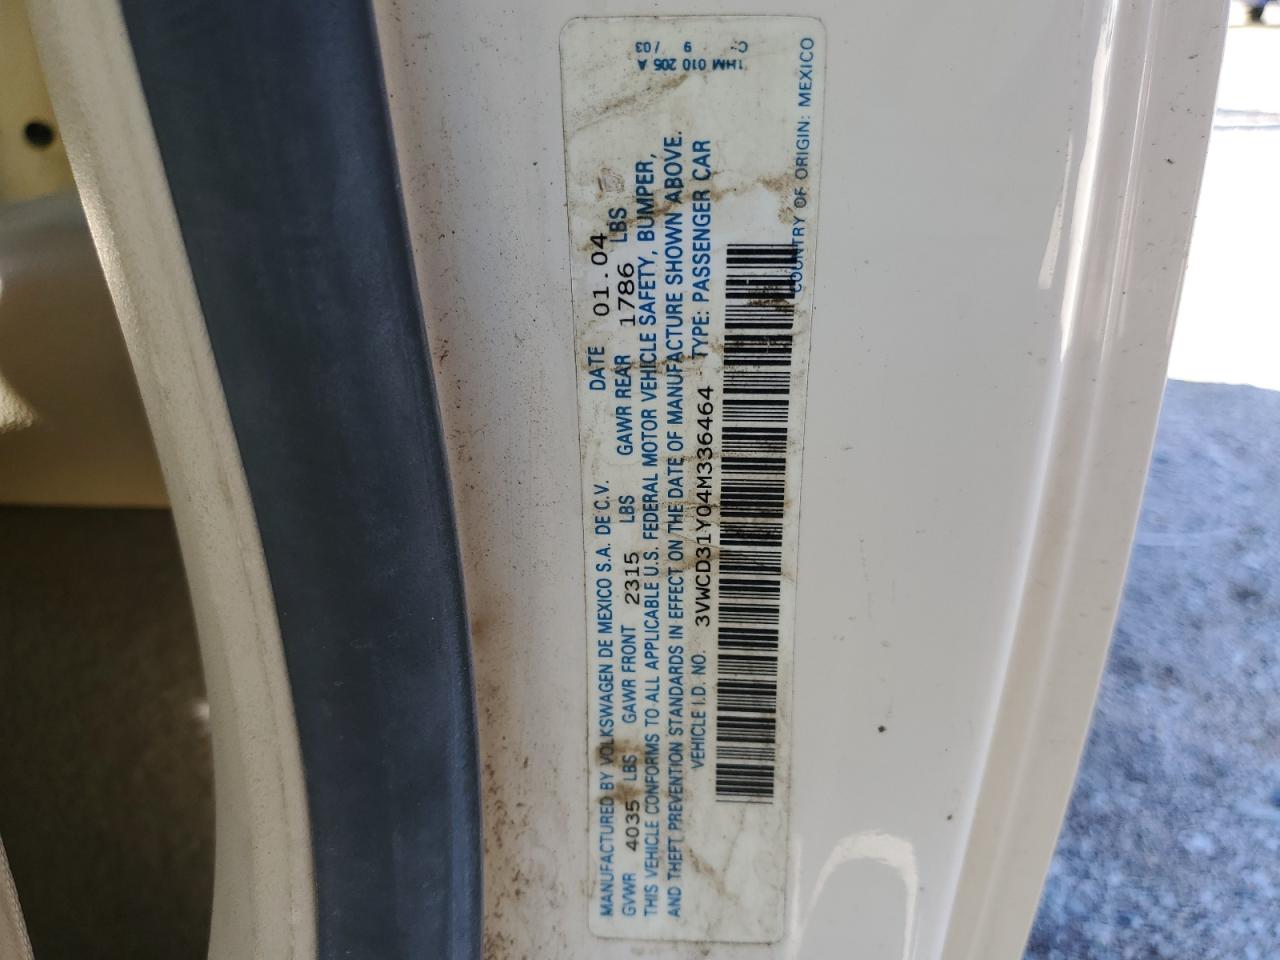 MANUFACTURED BY VOLKSWAGEN DE MEXICO S.A. DE C.V. DATE 01.04
GVWR 4035 LBS GAWR FRONT 2315 LBS GAWR REAR 1786 LBS
THIS VEHICLE CONFORMS TO ALL APPLICABLE U.S. FEDERAL MOTOR VEHICLE SAFETY, BUMPER,
AND THEFT PREVENTION STANDARDS IN EFFECT ON THE DATE OF MANUFACTURE SHOWN ABOVE.
VEHICLE I.D. NO. 3VWCD31Y04M336464 TYPE: PASSENGER CAR
COUNTRY OF ORIGIN: MEXICO
1HM 010 205 A
9 /03